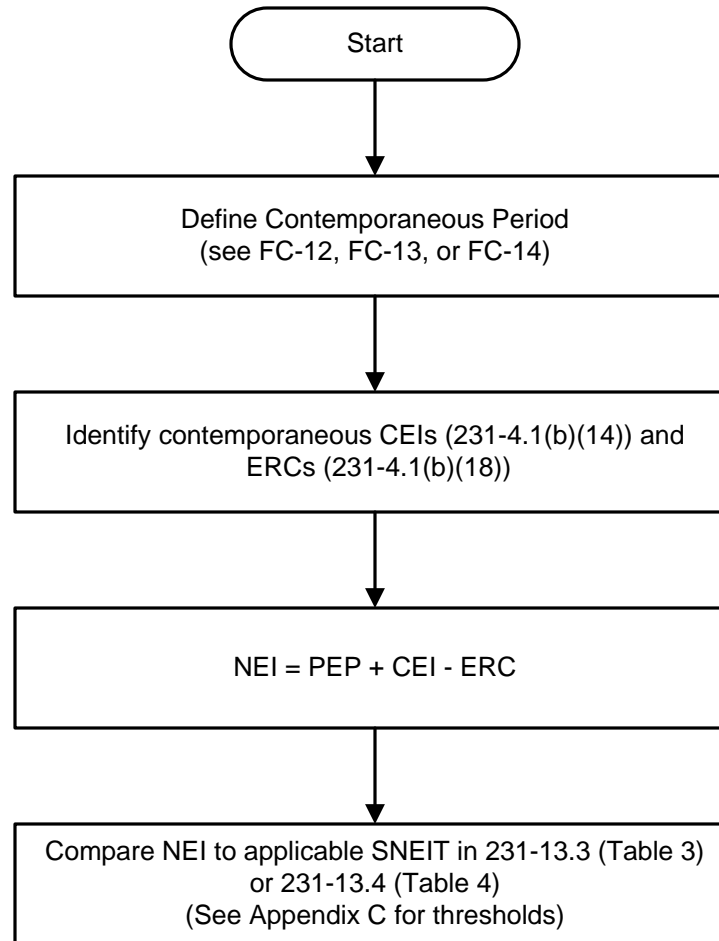 Start
Define Contemporaneous Period
(see FC-12, FC-13, or FC-14)
Identify contemporaneous CEIs (231-4.1(b)(14)) and
ERCs (231-4.1(b)(18))
NEI = PEP + CEI - ERC
Compare NEI to applicable SNEIT in 231-13.3 (Table 3)
or 231-13.4 (Table 4)
(See Appendix C for thresholds)